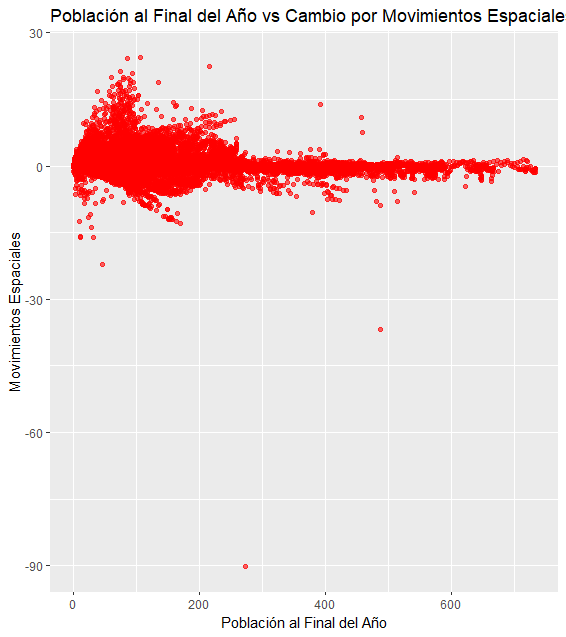 Población al Final del Año vs Cambio por Movimientos Espaciale
30
0
-30
-60
-90
Movimientos Espaciales
0 200 400 600
Población al Final del Año